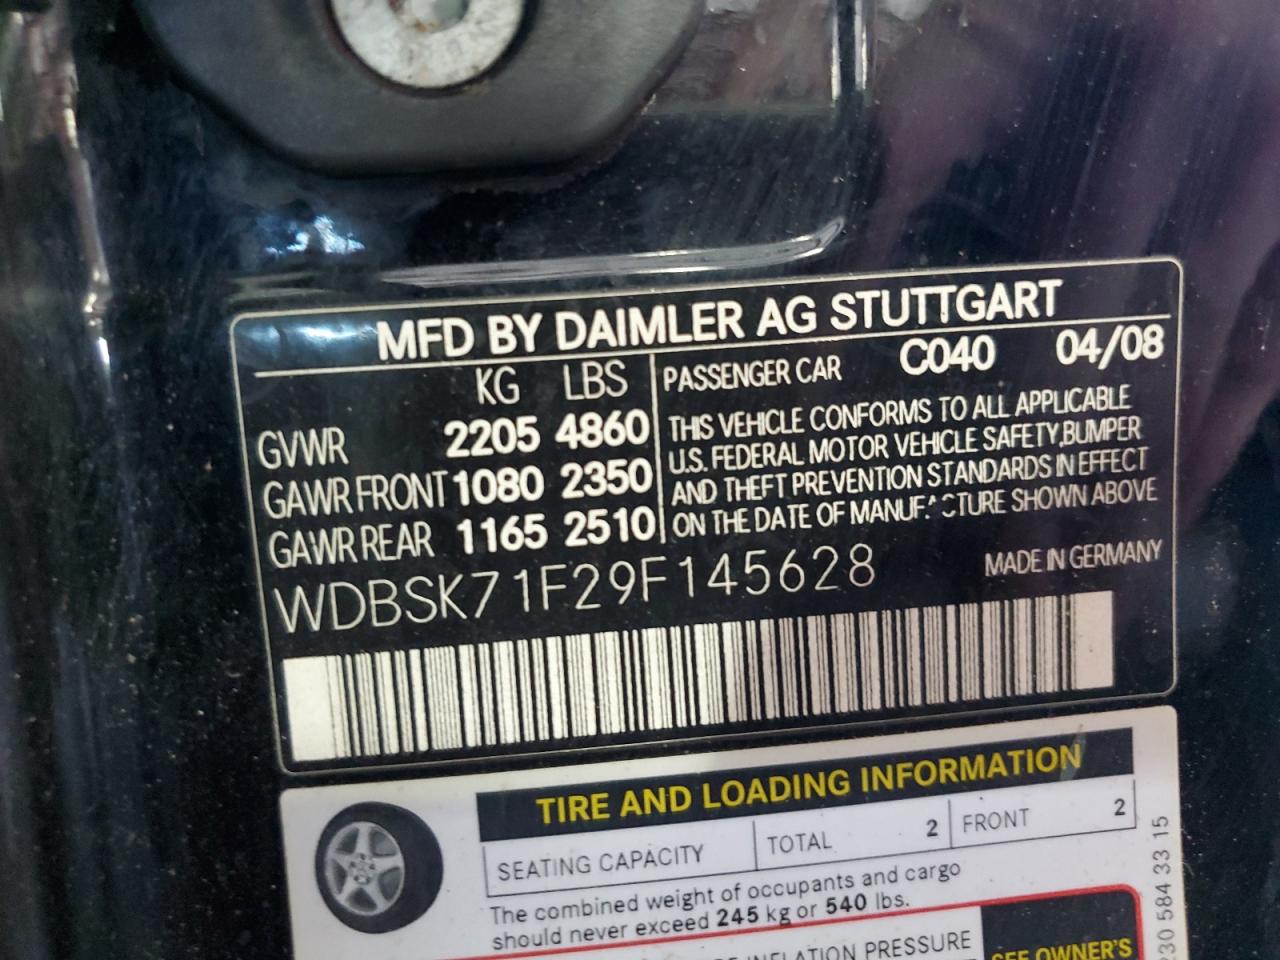 MFD BY DAIMLER AG STUTTGART
KG LBS
GVWR 2205 4860
GAWR FRONT 1080 2350
GAWR REAR 1165 2510
PASSENGER CAR C040 04/08
THIS VEHICLE CONFORMS TO ALL APPLICABLE
U.S. FEDERAL MOTOR VEHICLE SAFETY,BUMPER
AND THEFT PREVENTION STANDARDS IN EFFECT
ON THE DATE OF MANUFACTURE SHOWN ABOVE
WDBSK71F29F145628 MADE IN GERMANY
TIRE AND LOADING INFORMATION
SEATING CAPACITY TOTAL 2 FRONT 2
The combined weight of occupants and cargo
should never exceed 245 kg or 540 lbs.
INFLATION PRESSURE
SEE OWNER'S
230 584 33 15